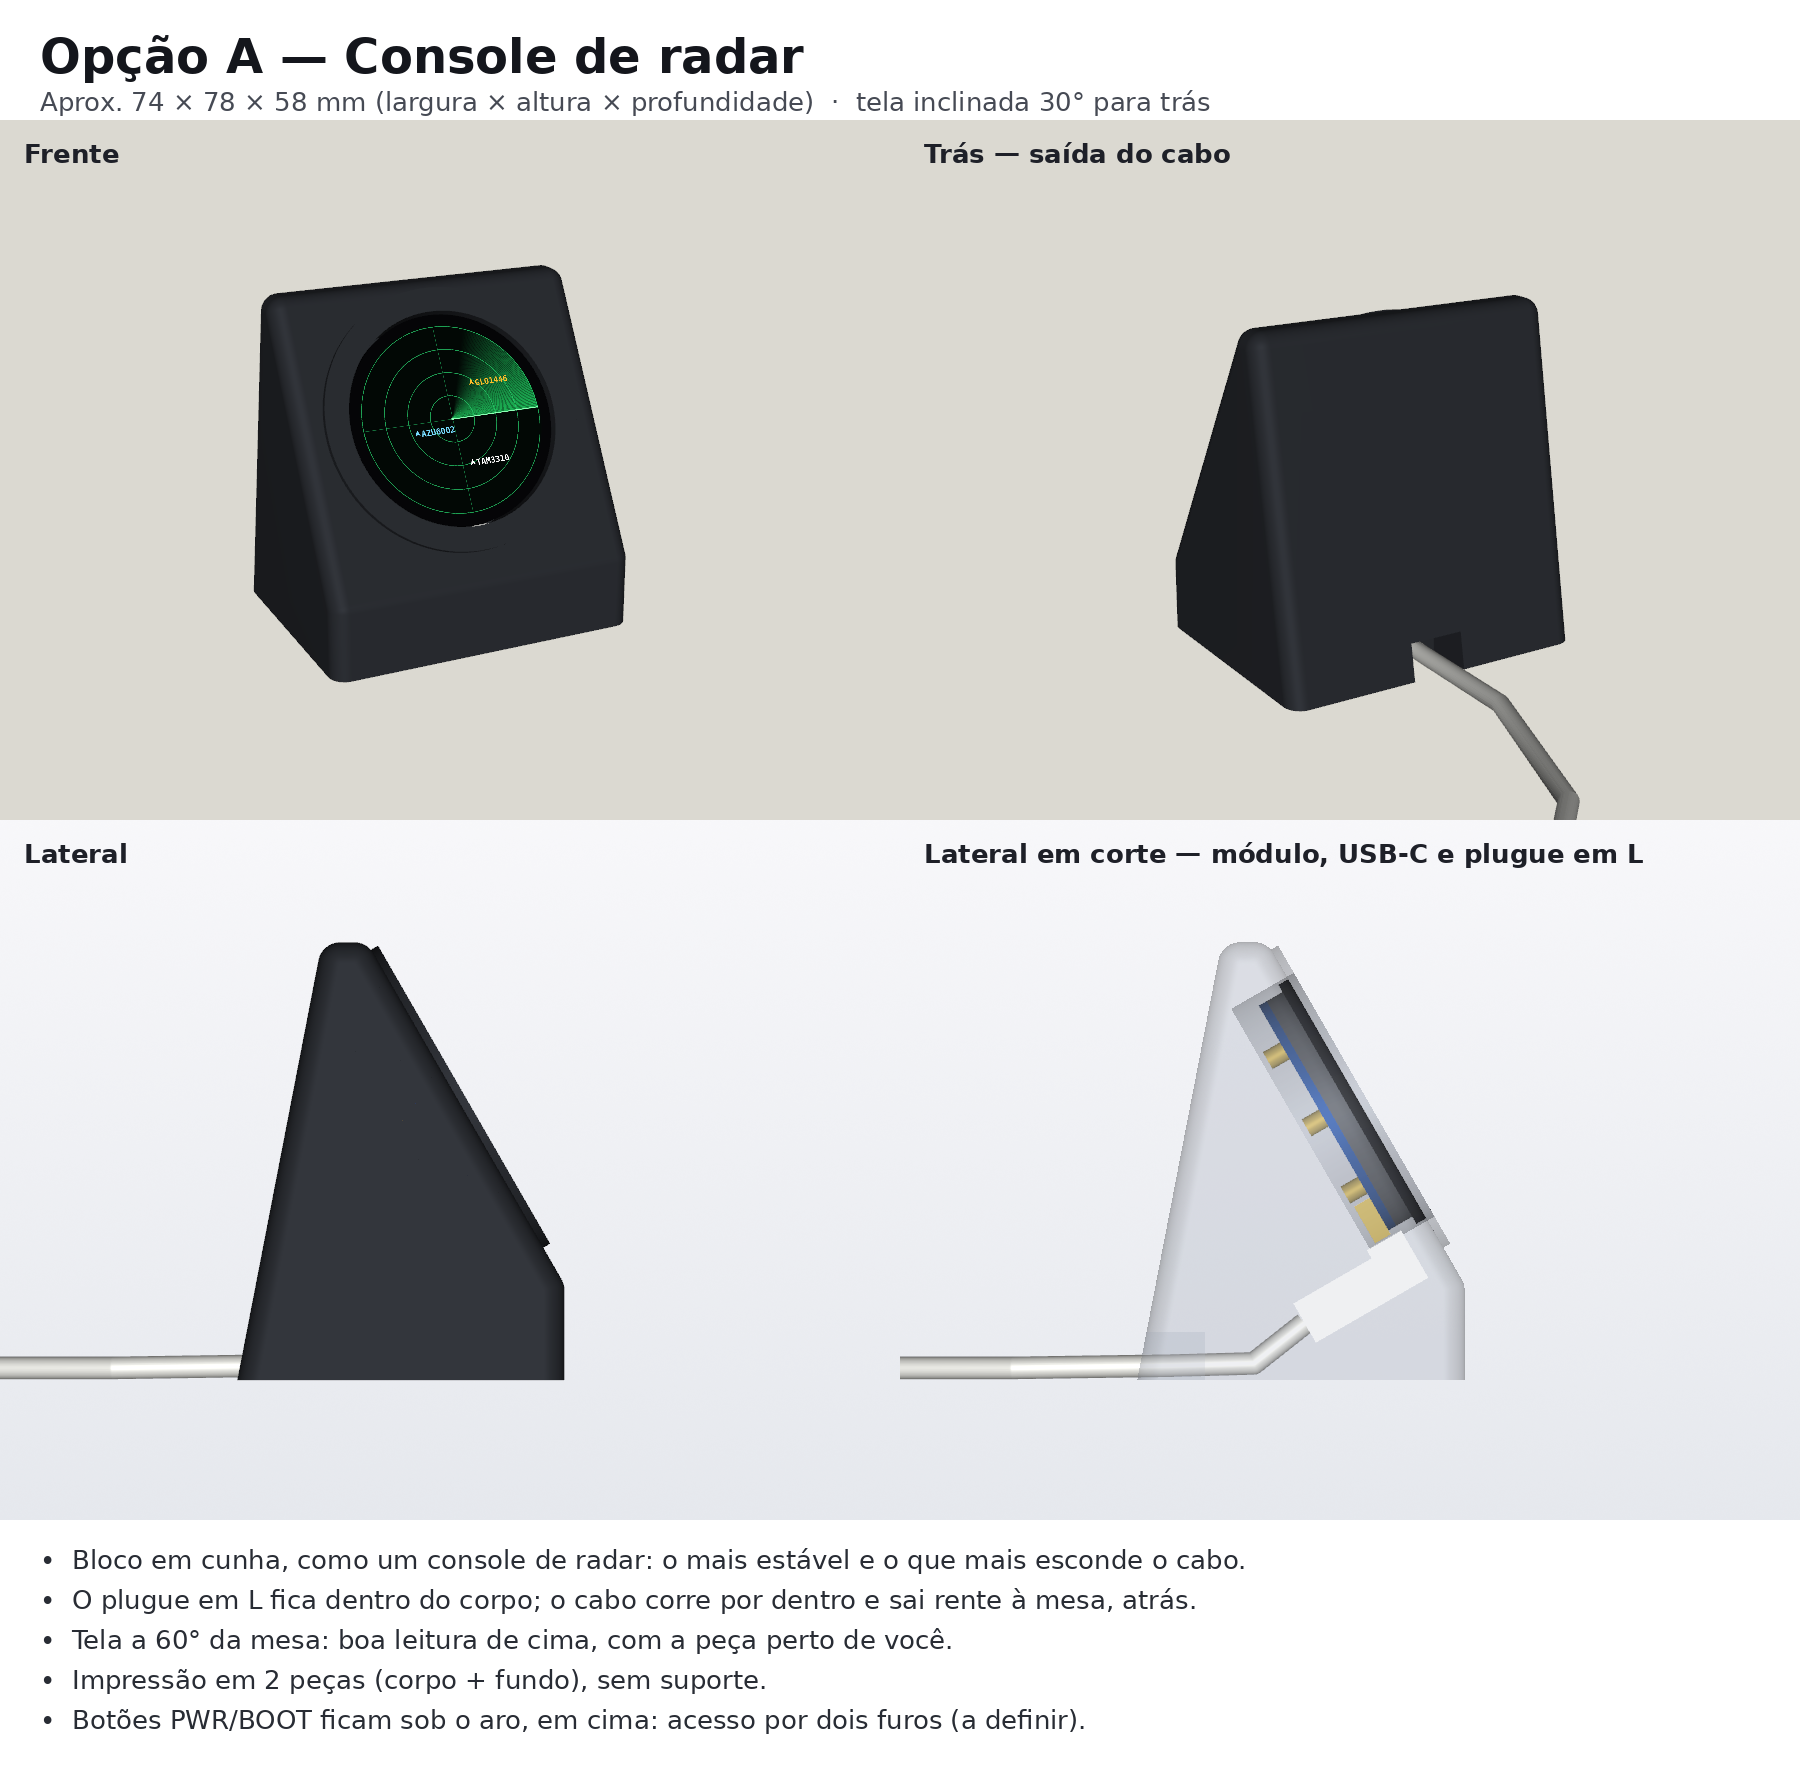 Opção A — Console de radar
Aprox. 74 × 78 × 58 mm (largura × altura × profundidade)  ·  tela inclinada 30° para trás
Frente
Trás — saída do cabo
GLO1446
AZU6002
TAM3310
Lateral
Lateral em corte — módulo, USB-C e plugue em L
• Bloco em cunha, como um console de radar: o mais estável e o que mais esconde o cabo.
• O plugue em L fica dentro do corpo; o cabo corre por dentro e sai rente à mesa, atrás.
• Tela a 60° da mesa: boa leitura de cima, com a peça perto de você.
• Impressão em 2 peças (corpo + fundo), sem suporte.
• Botões PWR/BOOT ficam sob o aro, em cima: acesso por dois furos (a definir).